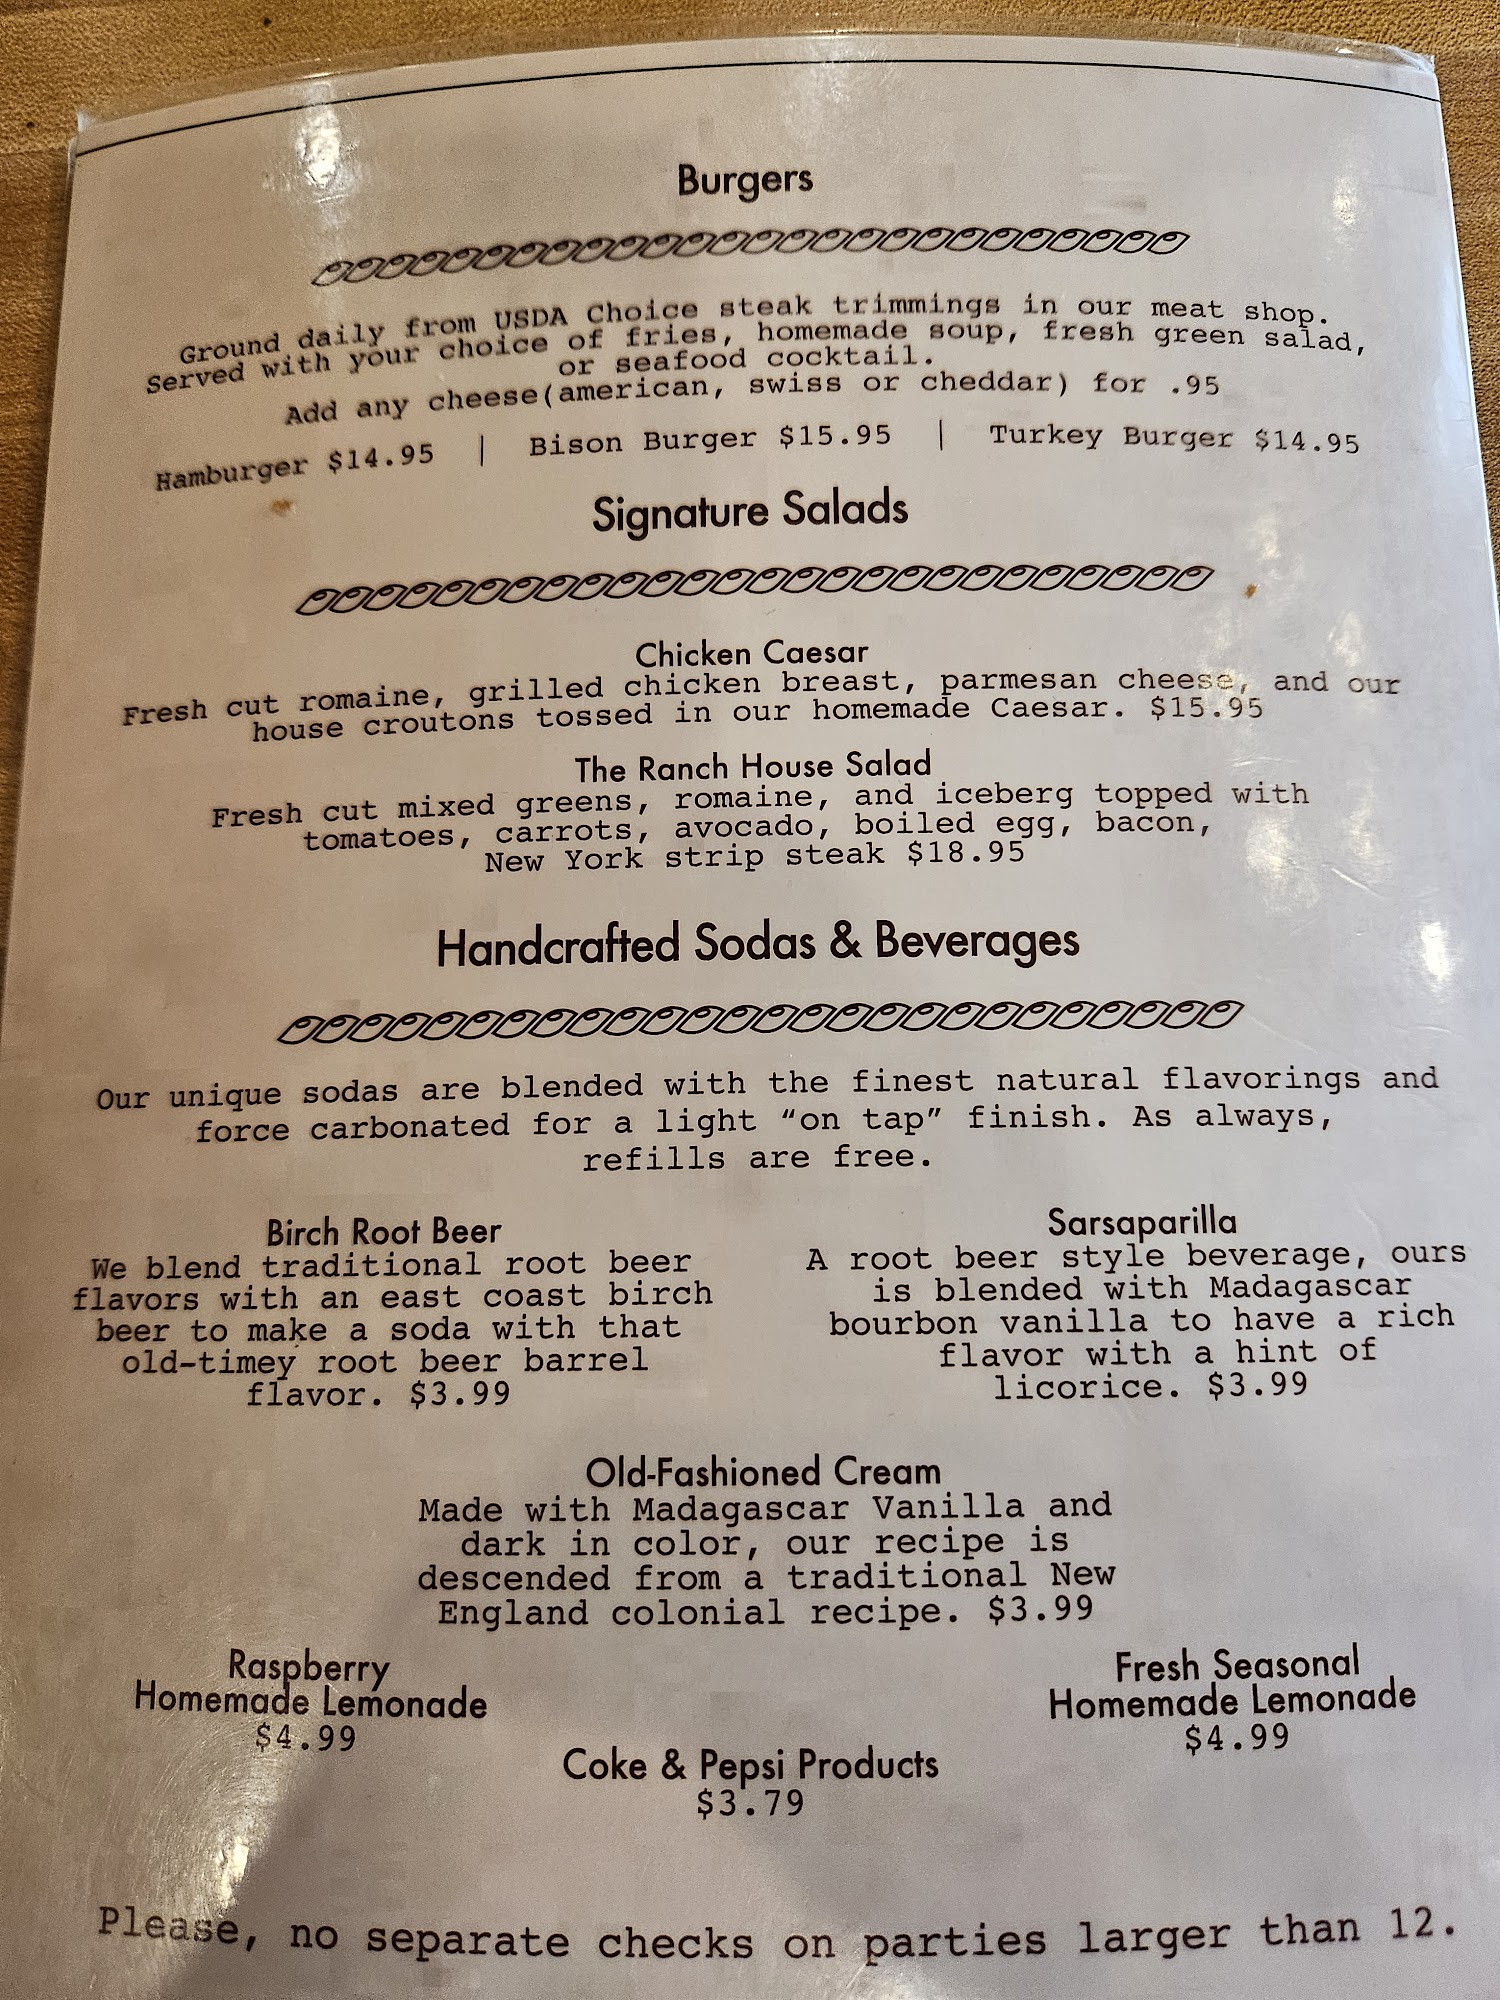 Burgers
Ground daily from USDA Choice steak trimmings in our meat shop.
Served with your choice of fries, homemade soup, fresh green salad,
or seafood cocktail.
Add any cheese(american, swiss or cheddar) for .95
Hamburger $14.95 | Bison Burger $15.95 | Turkey Burger $14.95
Signature Salads
Chicken Caesar
Fresh cut romaine, grilled chicken breast, parmesan cheese, and our
house croutons tossed in our homemade Caesar. $15.95
The Ranch House Salad
Fresh cut mixed greens, romaine, and iceberg topped with
tomatoes, carrots, avocado, boiled egg, bacon,
New York strip steak $18.95
Handcrafted Sodas & Beverages
Our unique sodas are blended with the finest natural flavorings and
force carbonated for a light “on tap” finish. As always,
refills are free.
Birch Root Beer
We blend traditional root beer
flavors with an east coast birch
beer to make a soda with that
old-timey root beer barrel
flavor. $3.99
Sarsaparilla
A root beer style beverage, ours
is blended with Madagascar
bourbon vanilla to have a rich
flavor with a hint of
licorice. $3.99
Old-Fashioned Cream
Made with Madagascar Vanilla and
dark in color, our recipe is
descended from a traditional New
England colonial recipe. $3.99
Raspberry
Homemade Lemonade
$4.99
Fresh Seasonal
Homemade Lemonade
$4.99
Coke & Pepsi Products
$3.79
Please, no separate checks on parties larger than 12.